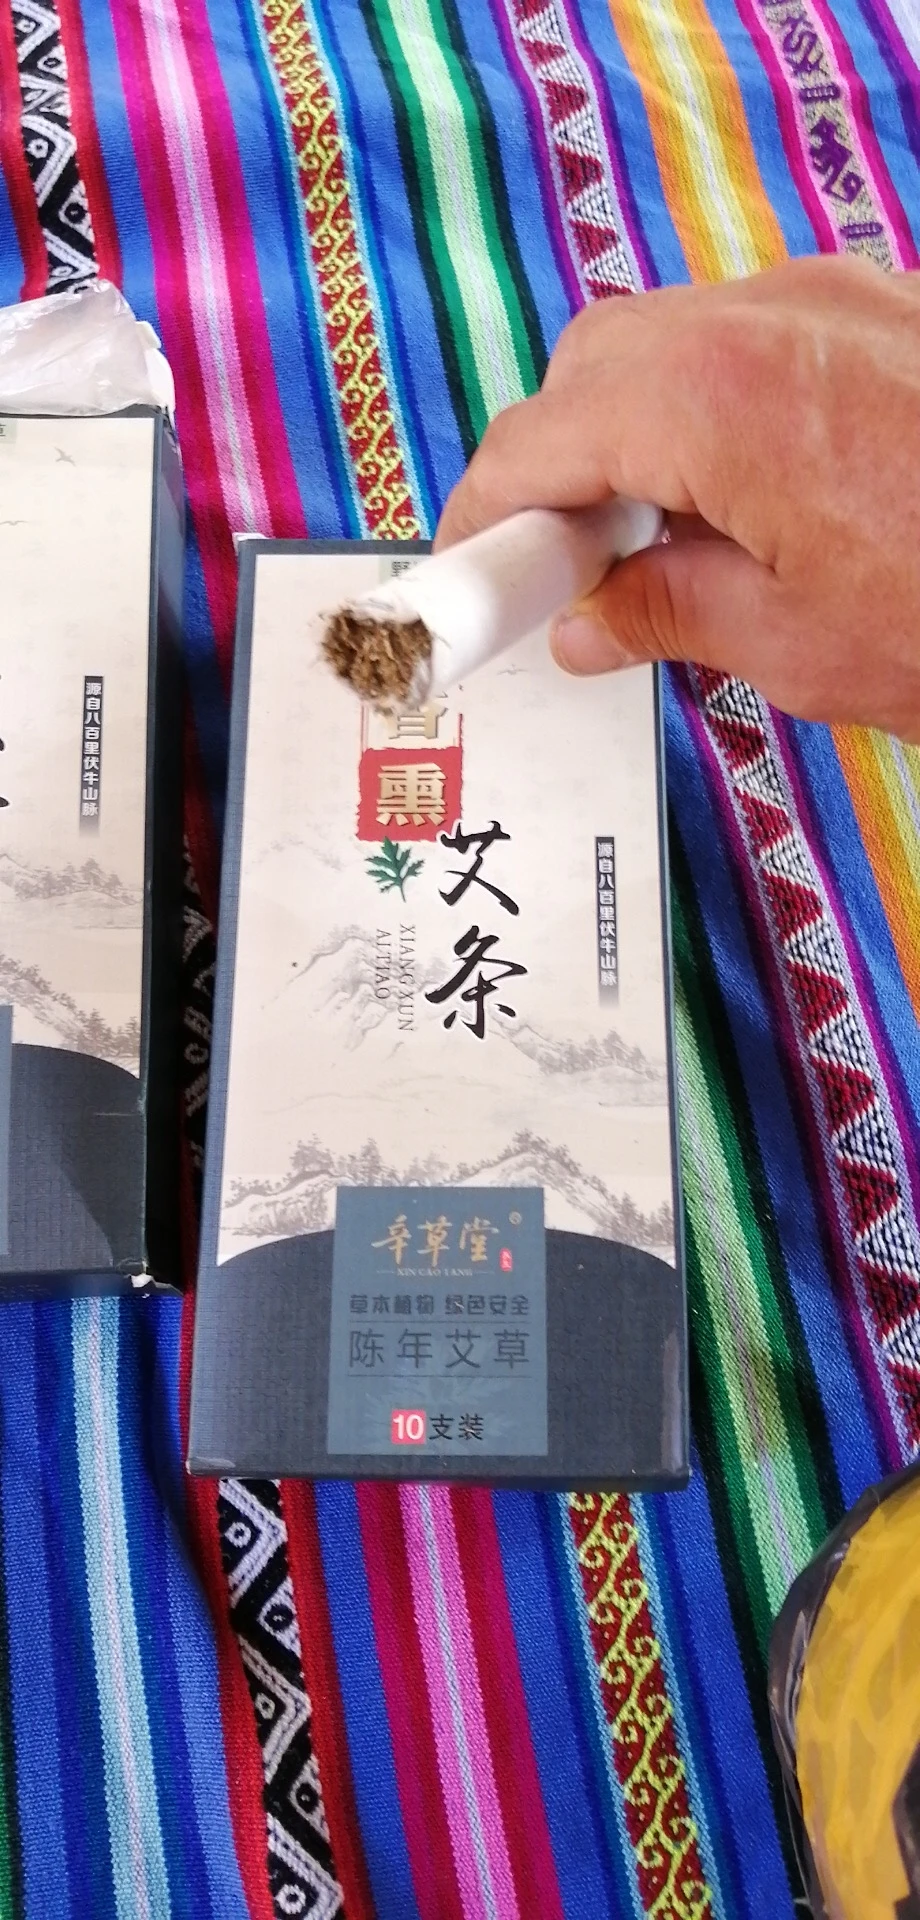 源自八百里伏牛山脉
野
香
熏
艾条
XIANG XUN
AI TIAO
源自八百里伏牛山脉
辛草堂
XIN CAO TANG
草本植物 绿色安全
陈年艾草
10支装